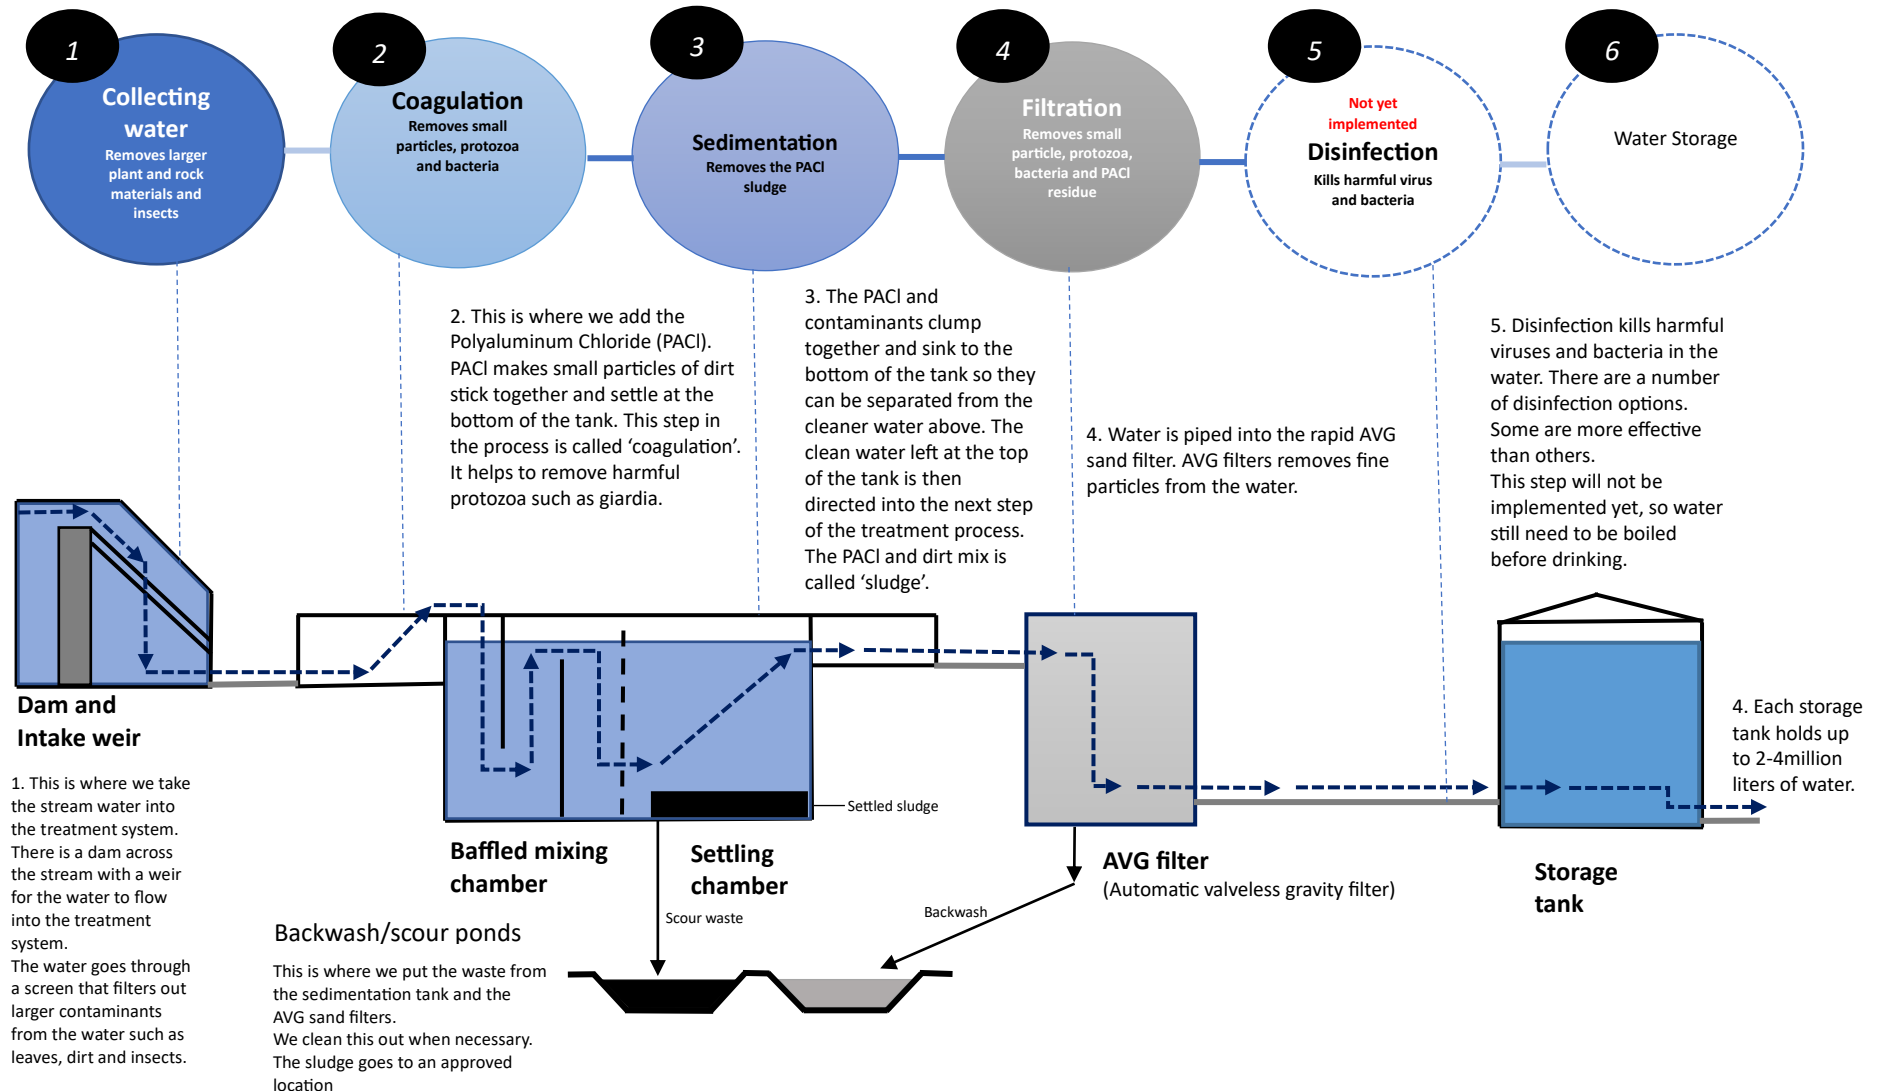 1
Collecting
water
Removes larger
plant and rock
materials and
insects
2
Coagulation
Removes small
particles, protozoa
and bacteria
3
Sedimentation
Removes the PACl
sludge
4
Filtration
Removes small
particle, protozoa,
bacteria and PACl
residue
5
Not yet
implemented
Disinfection
Kills harmful virus
and bacteria
6
Water Storage
2. This is where we add the
Polyaluminum Chloride (PACl).
PACl makes small particles of dirt
stick together and settle at the
bottom of the tank. This step in
the process is called ‘coagulation’.
It helps to remove harmful
protozoa such as giardia.
3. The PACl and
contaminants clump
together and sink to the
bottom of the tank so they
can be separated from the
cleaner water above. The
clean water left at the top
of the tank is then
directed into the next step
of the treatment process.
The PACl and dirt mix is
called ‘sludge’.
4. Water is piped into the rapid AVG
sand filter. AVG filters removes fine
particles from the water.
5. Disinfection kills harmful
viruses and bacteria in the
water. There are a number
of disinfection options.
Some are more effective
than others.
This step will not be
implemented yet, so water
still need to be boiled
before drinking.
Dam and
Intake weir
1. This is where we take
the stream water into
the treatment system.
There is a dam across
the stream with a weir
for the water to flow
into the treatment
system.
The water goes through
a screen that filters out
larger contaminants
from the water such as
leaves, dirt and insects.
Baffled mixing
chamber
Settling
chamber
Settled sludge
Scour waste
Backwash
AVG filter
(Automatic valveless gravity filter)
Storage
tank
4. Each storage
tank holds up
to 2-4million
liters of water.
Backwash/scour ponds
This is where we put the waste from
the sedimentation tank and the
AVG sand filters.
We clean this out when necessary.
The sludge goes to an approved
location